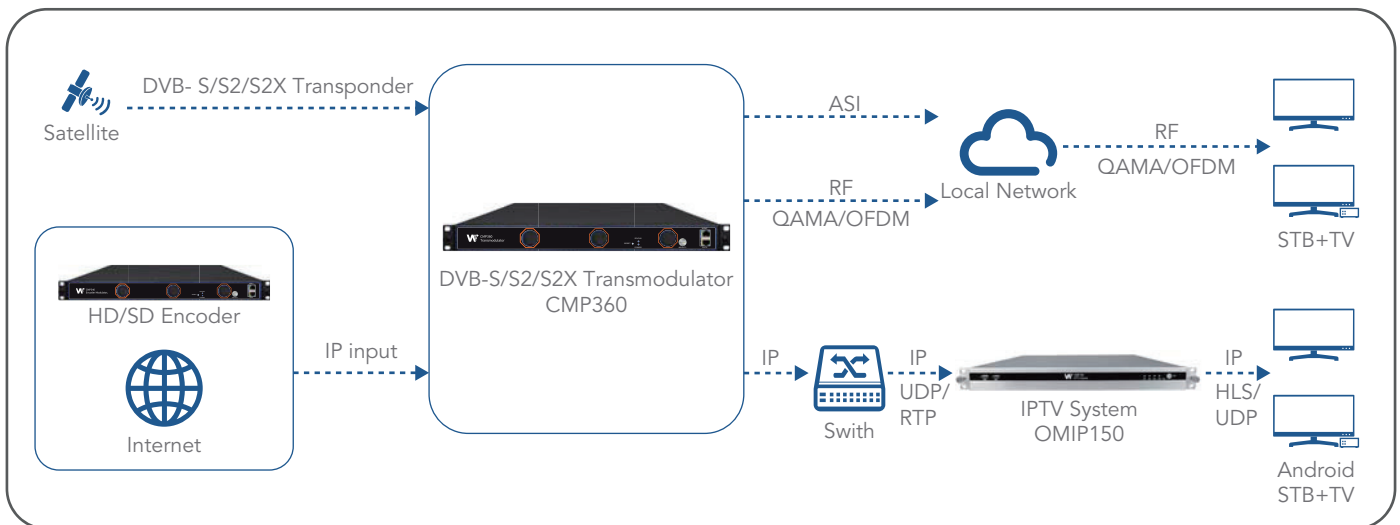 DVB- S/S2/S2X Transponder
Satellite
HD/SD Encoder
Internet
IP input
CMP360
Transmodulator
DVB-S/S2/S2X Transmodulator
CMP360
ASI
RF
QAMA/OFDM
Local Network
RF
QAMA/OFDM
STB+TV
IP
Swith
IP
UDP/
RTP
IPTV System
OMIP150
IP
HLS/
UDP
Android
STB+TV